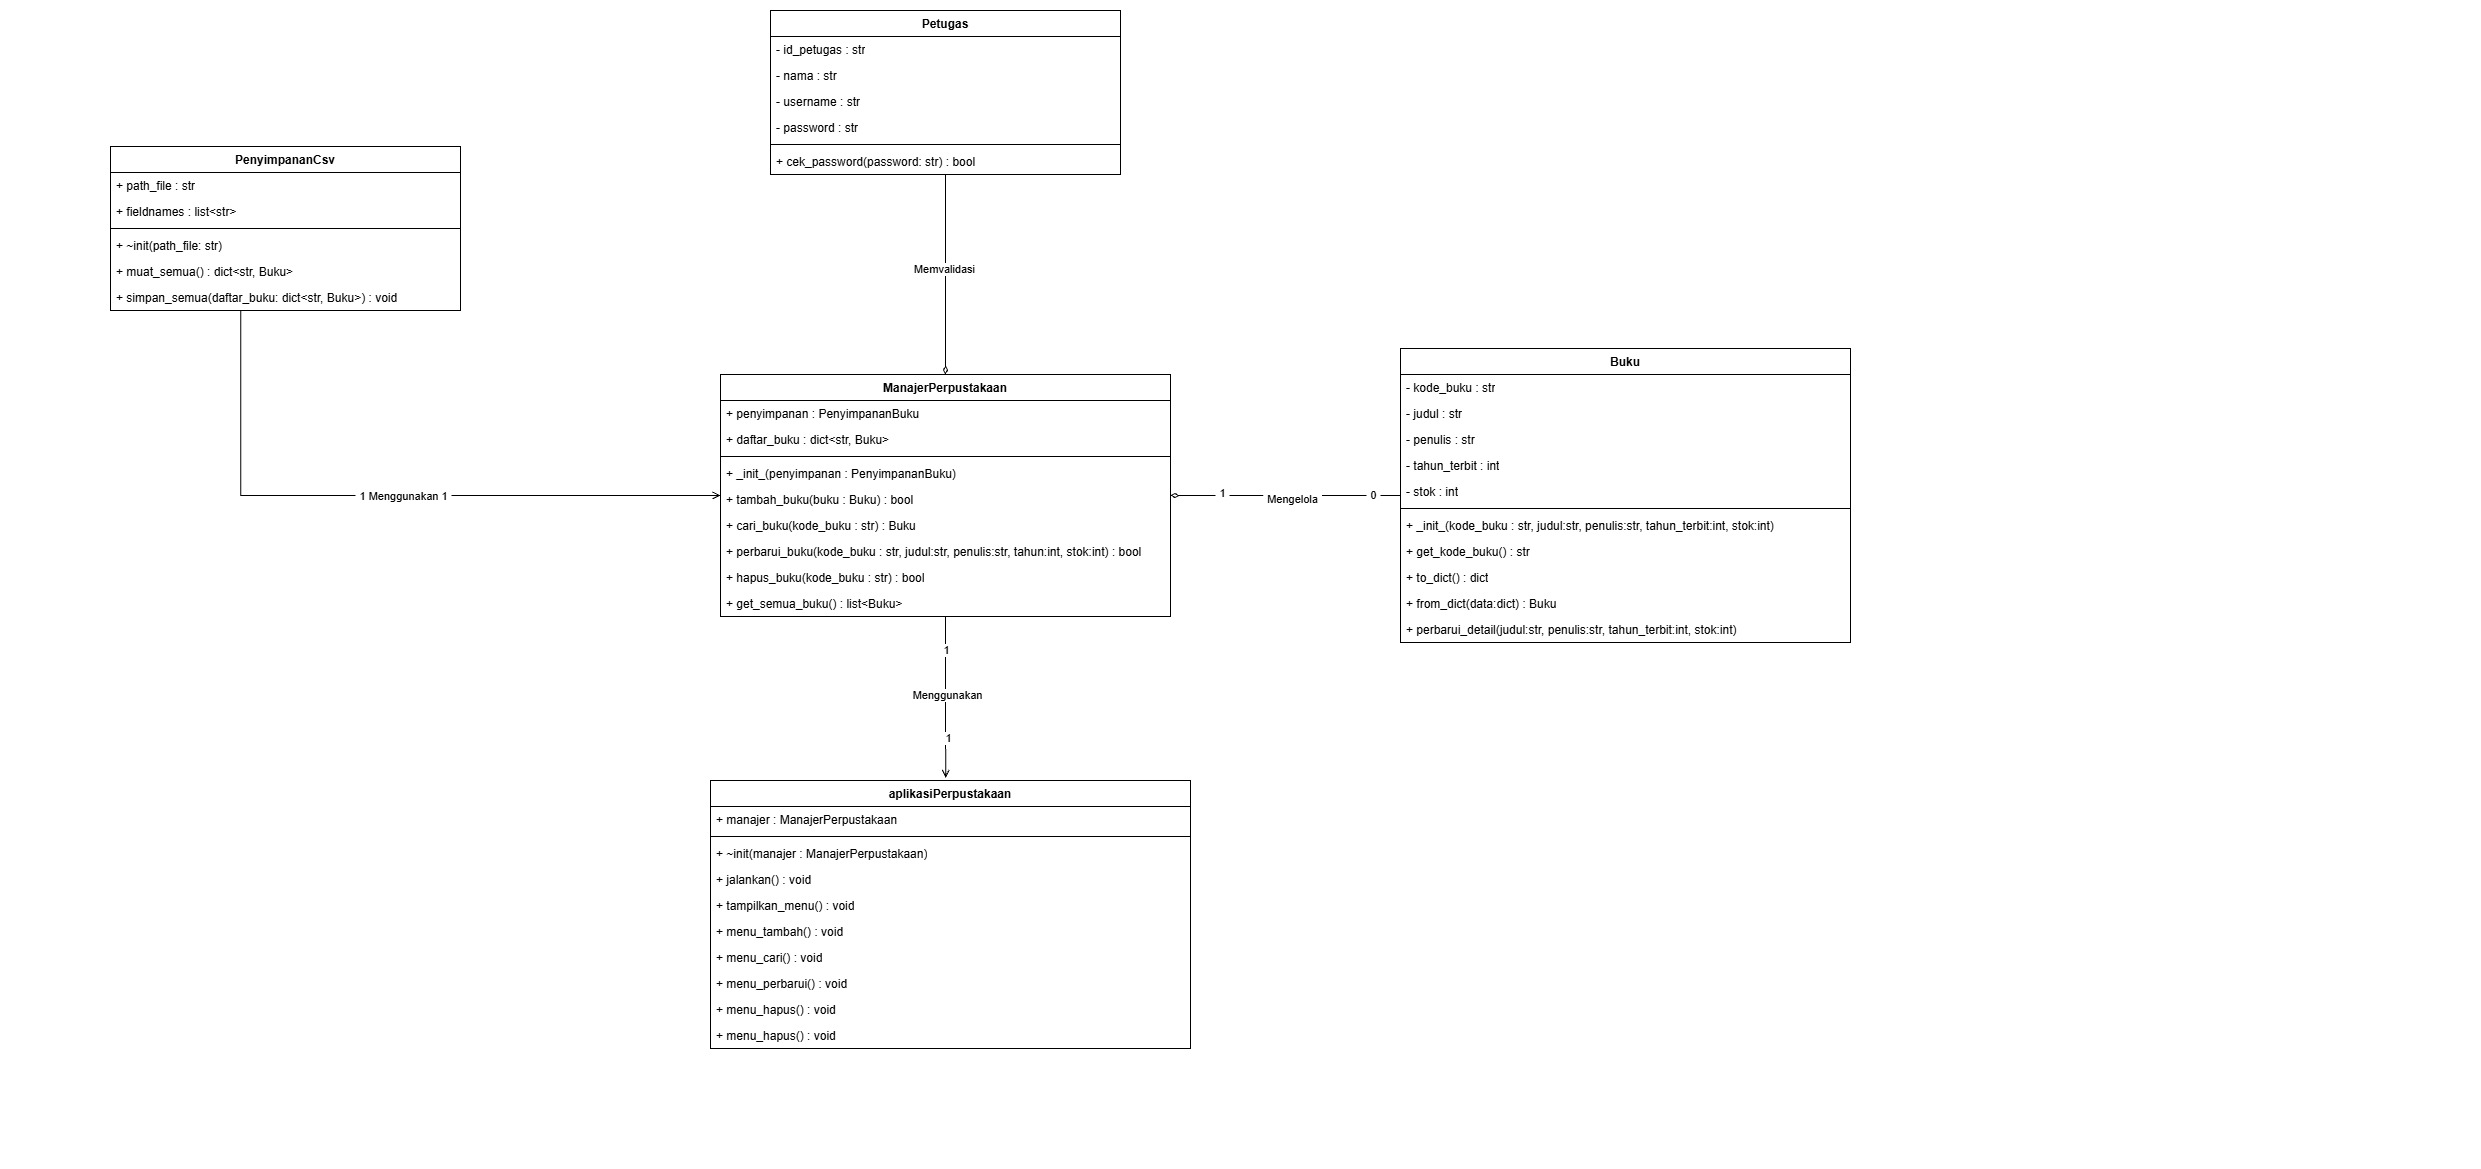 Petugas
- id_petugas : str
- nama : str
- username : str
- password : str
+ cek_password(password: str) : bool
PenyimpananCsv
+ path_file : str
+ fieldnames : list<str>
+ ~init(path_file: str)
+ muat_semua() : dict<str, Buku>
+ simpan_semua(daftar_buku: dict<str, Buku>) : void
Memvalidasi
ManajerPerpustakaan
+ penyimpanan : PenyimpananBuku
+ daftar_buku : dict<str, Buku>
+ _init_(penyimpanan : PenyimpananBuku)
+ tambah_buku(buku : Buku) : bool
+ cari_buku(kode_buku : str) : Buku
+ perbarui_buku(kode_buku : str, judul:str, penulis:str, tahun:int, stok:int) : bool
+ hapus_buku(kode_buku : str) : bool
+ get_semua_buku() : list<Buku>
1 Menggunakan 1
1
Mengelola
0
Buku
- kode_buku : str
- judul : str
- penulis : str
- tahun_terbit : int
- stok : int
+ _init_(kode_buku : str, judul:str, penulis:str, tahun_terbit:int, stok:int)
+ get_kode_buku() : str
+ to_dict() : dict
+ from_dict(data:dict) : Buku
+ perbarui_detail(judul:str, penulis:str, tahun_terbit:int, stok:int)
1
Menggunakan
1
aplikasiPerpustakaan
+ manajer : ManajerPerpustakaan
+ ~init(manajer : ManajerPerpustakaan)
+ jalankan() : void
+ tampilkan_menu() : void
+ menu_tambah() : void
+ menu_cari() : void
+ menu_perbarui() : void
+ menu_hapus() : void
+ menu_hapus() : void